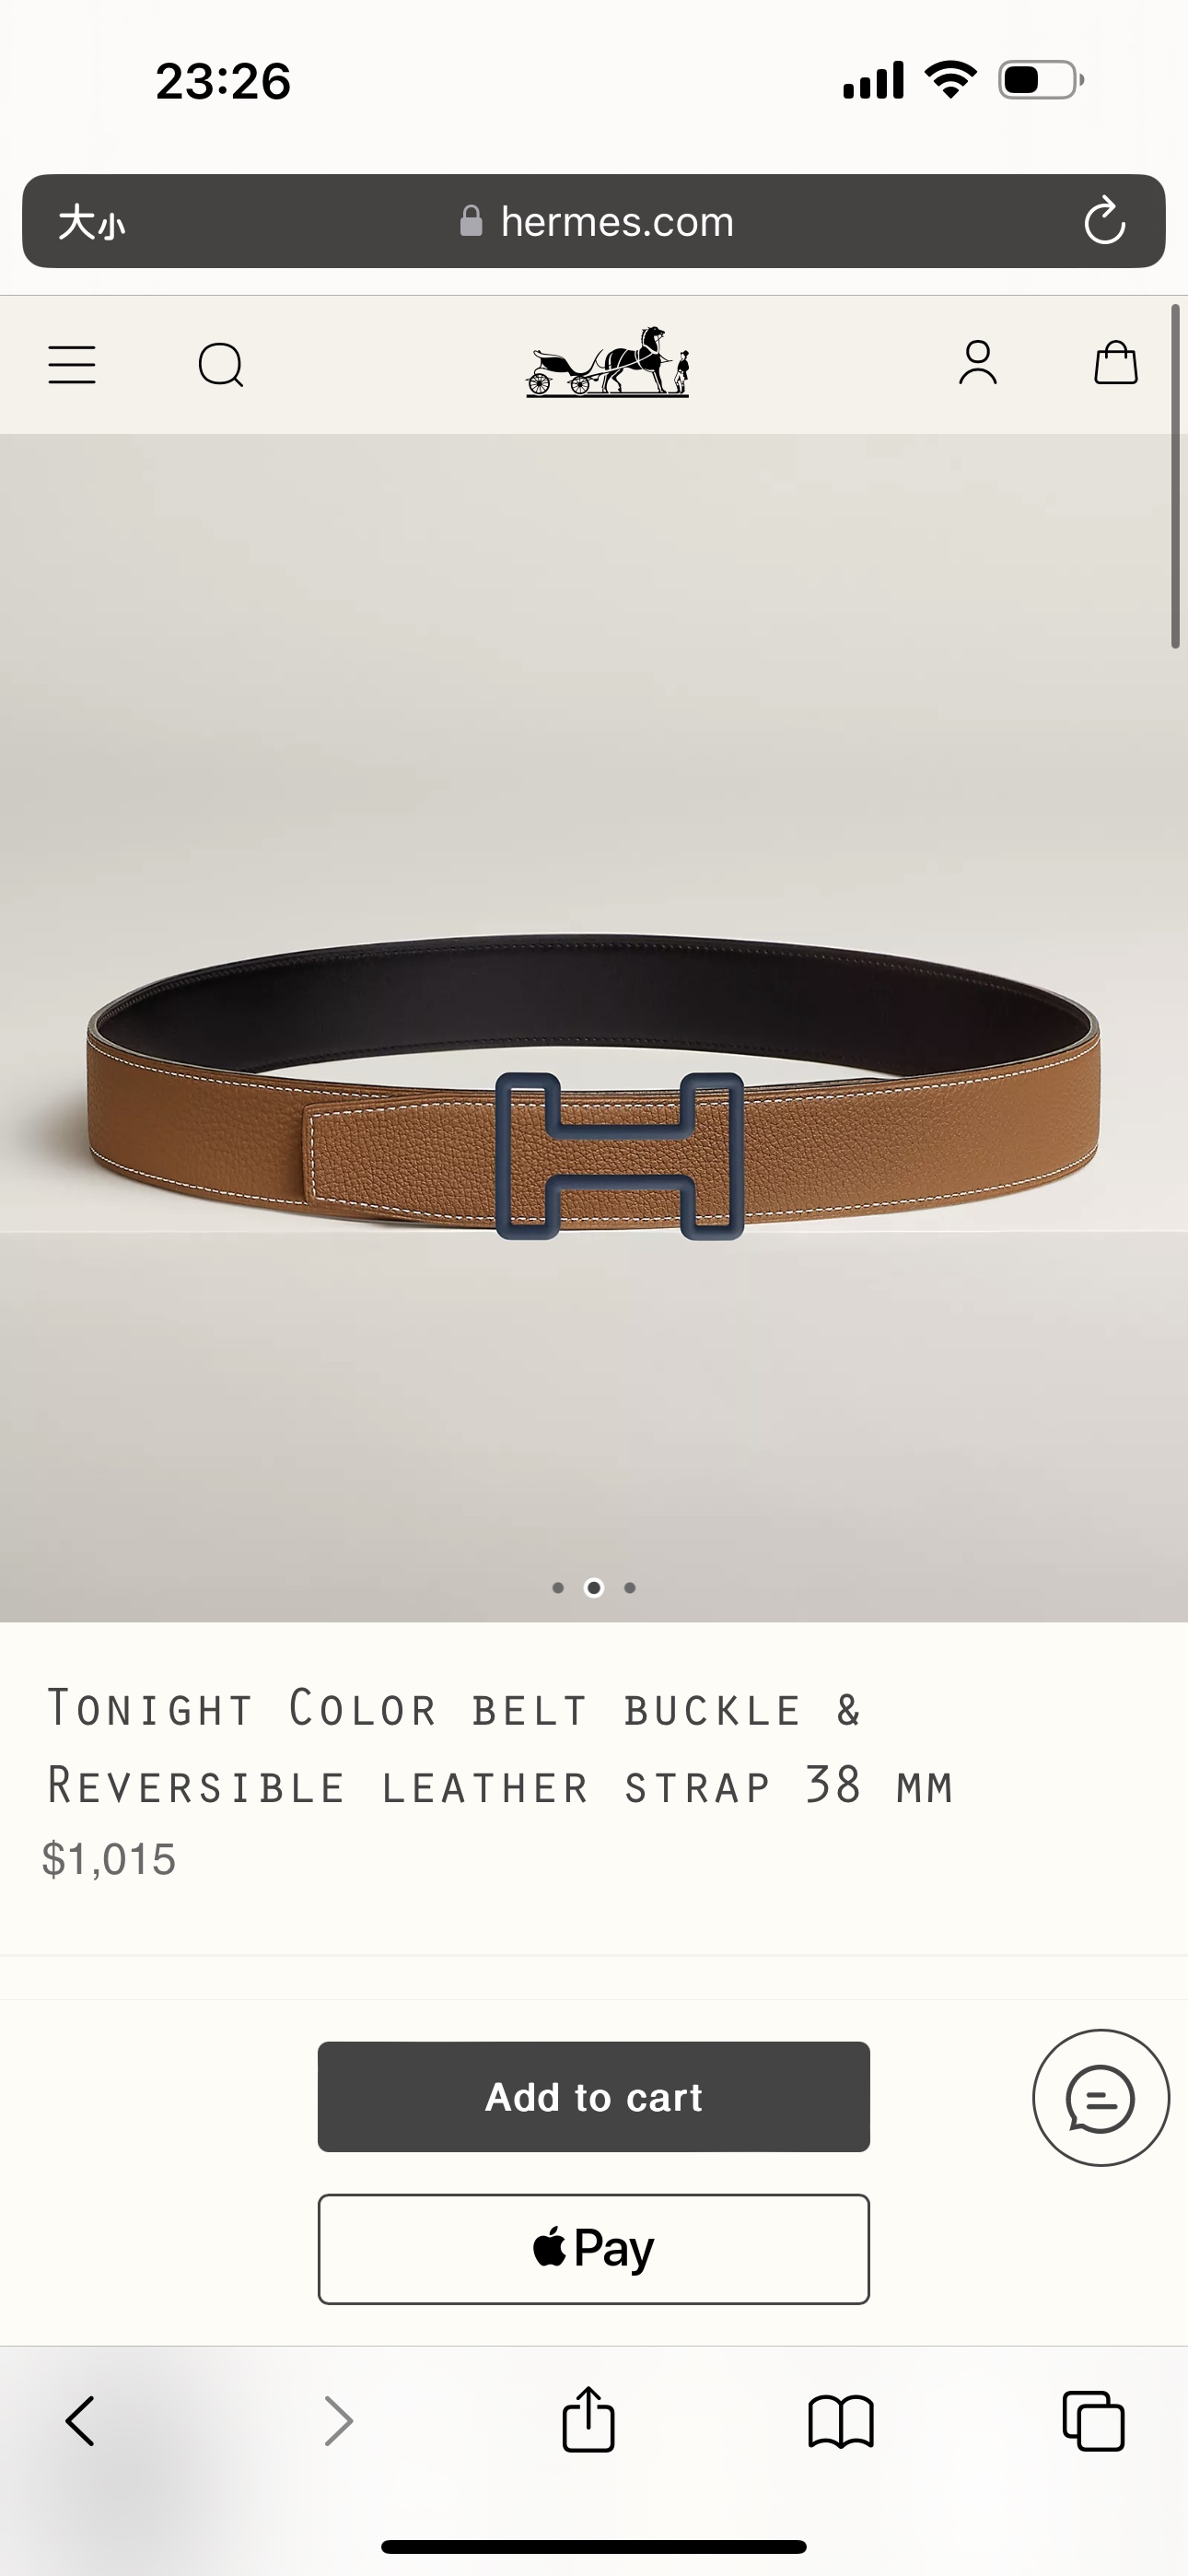 23:26
大小 hermes.com
Tonight Color belt buckle &
Reversible leather strap 38 mm
$1,015
Add to cart
Pay